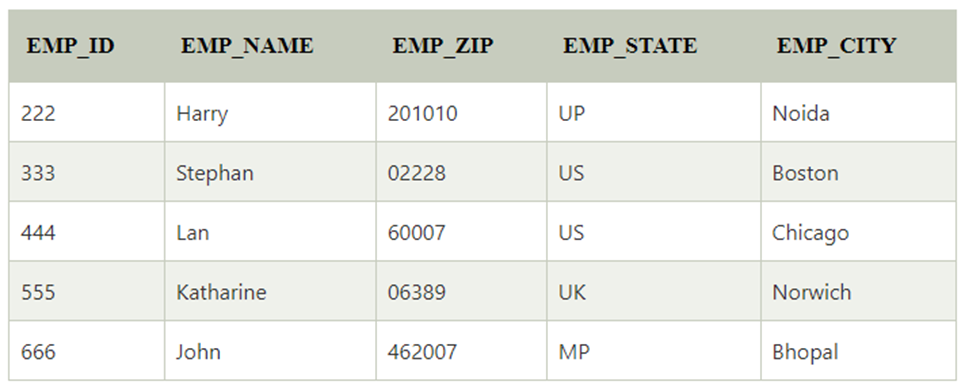 EMP_ID EMP_NAME EMP_ZIP EMP_STATE EMP_CITY
222 Harry 201010 UP Noida
333 Stephan 02228 US Boston
444 Lan 60007 US Chicago
555 Katharine 06389 UK Norwich
666 John 462007 MP Bhopal